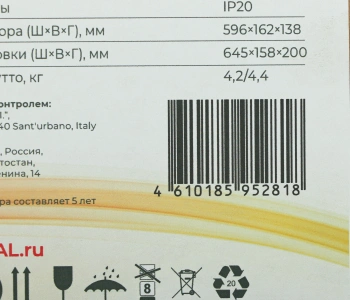 ы IP20
ора (Ш×В×Г), мм 596×162×138
овки (Ш×В×Г), мм 645×158×200
утто, кг 4,2/4,4
онтролем:
l.",
40 Sant'urbano, Italy
, Россия,
тостан,
енина, 14
ра составляет 5 лет
4 610185 952818
AL.ru
8
20